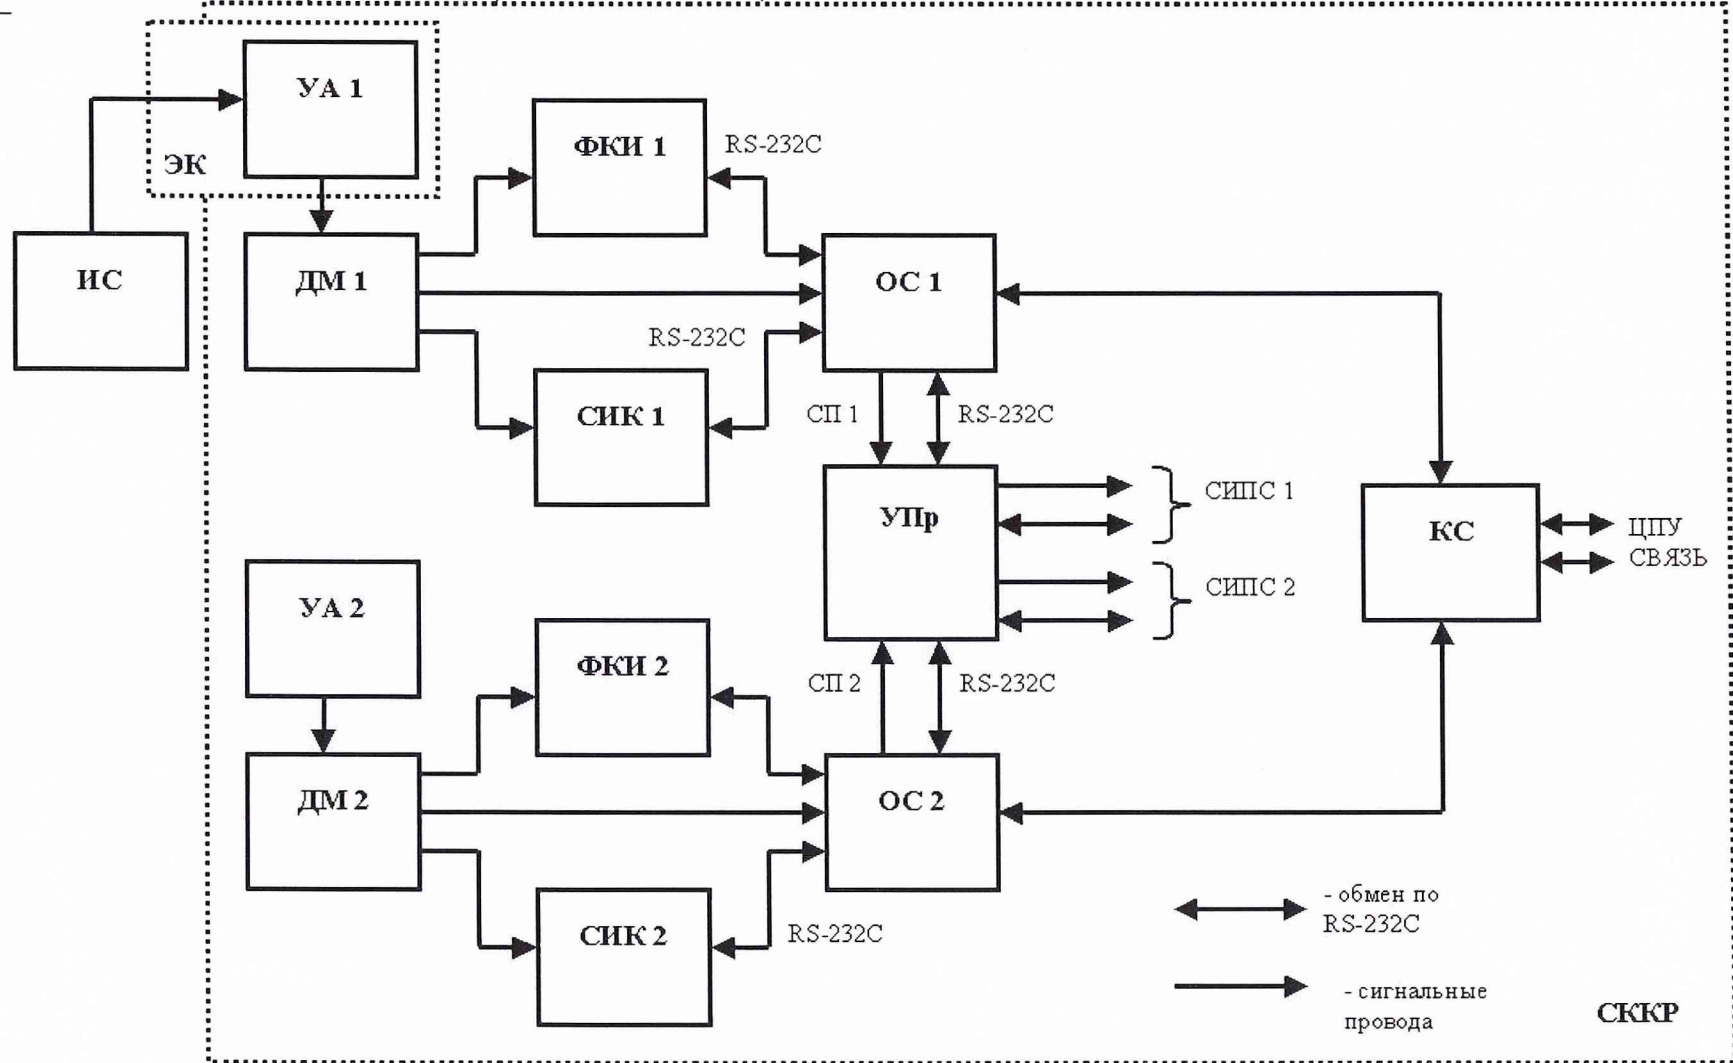 УА 1
ЭК
ФКИ 1
RS-232C
ИС
ДМ 1
ОС 1
RS-232C
СИК 1
СП 1
RS-232C
УПр
СИПС 1
СИПС 2
КС
ЦПУ
СВЯЗЬ
УА 2
ФКИ 2
СП 2
RS-232C
ДМ 2
ОС 2
СИК 2
RS-232C
- обмен по
RS-232C
- сигнальные
провода
СККР